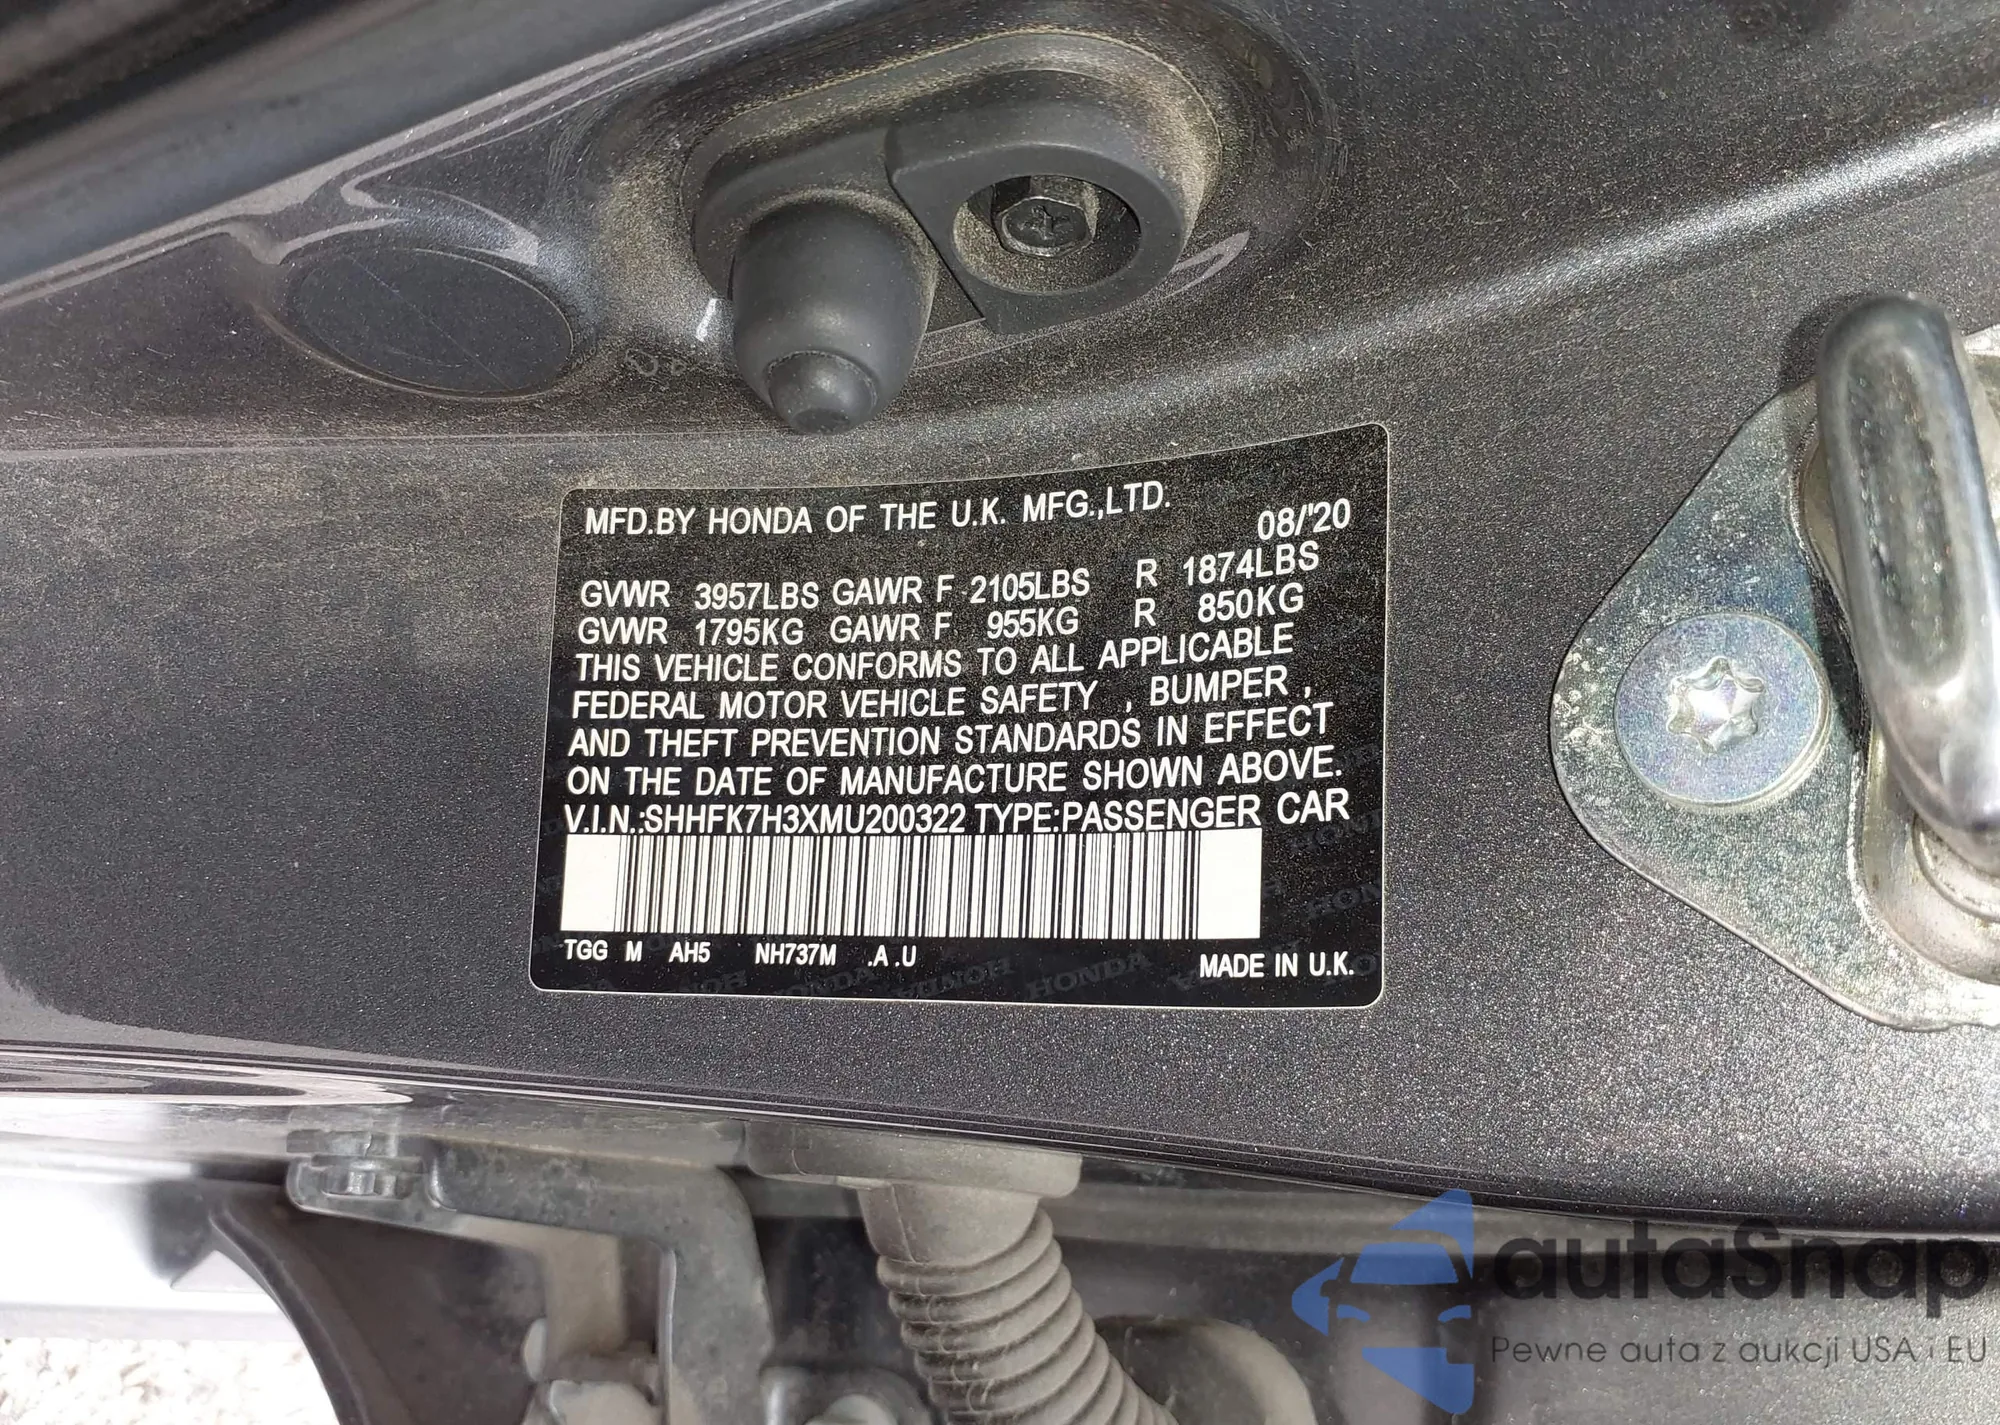 MFD.BY HONDA OF THE U.K. MFG.,LTD.
08/'20
GVWR 3957LBS GAWR F 2105LBS R 1874LBS
GVWR 1795KG GAWR F 955KG R 850KG
THIS VEHICLE CONFORMS TO ALL APPLICABLE
FEDERAL MOTOR VEHICLE SAFETY , BUMPER ,
AND THEFT PREVENTION STANDARDS IN EFFECT
ON THE DATE OF MANUFACTURE SHOWN ABOVE.
V.I.N.:SHHFK7H3XMU200322 TYPE:PASSENGER CAR
TGG M AH5 NH737M .A .U
MADE IN U.K.
autaSnap
Pewne auta z aukcji USA i EU